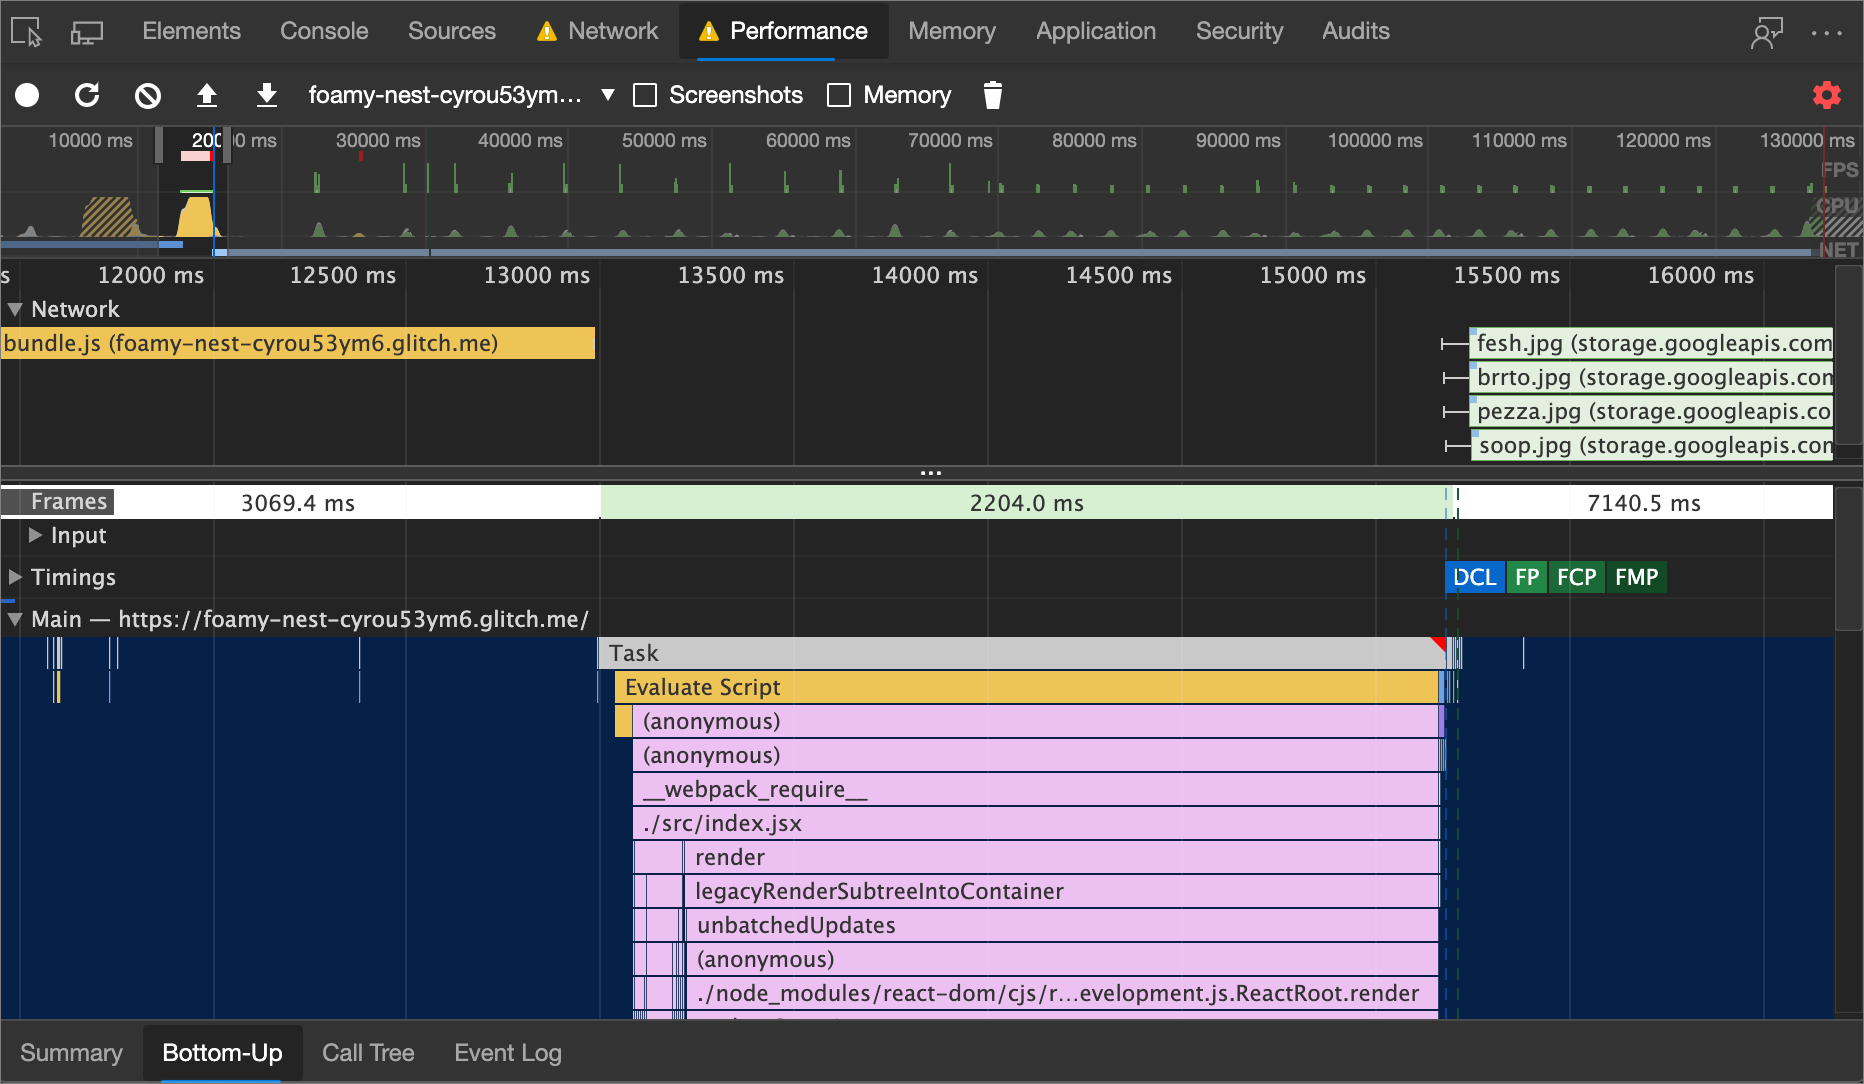 Elements Console Sources Network Performance Memory Application Security Audits
foamy-nest-cyrou53ym... Screenshots Memory
10000 ms 200 00 ms 30000 ms 40000 ms 50000 ms 60000 ms 70000 ms 80000 ms 90000 ms 100000 ms 110000 ms 120000 ms 130000 ms
FPS
CPU
NET
s 12000 ms 12500 ms 13000 ms 13500 ms 14000 ms 14500 ms 15000 ms 15500 ms 16000 ms
Network
bundle.js (foamy-nest-cyrou53ym6.glitch.me) fesh.jpg (storage.googleapis.com
brrto.jpg (storage.googleapis.com
pezza.jpg (storage.googleapis.co
soop.jpg (storage.googleapis.com
...
Frames 3069.4 ms 2204.0 ms 7140.5 ms
Input
Timings DCL FP FCP FMP
Main — https://foamy-nest-cyrou53ym6.glitch.me/
Task
Evaluate Script
(anonymous)
(anonymous)
__webpack_require__
./src/index.jsx
render
legacyRenderSubtreeIntoContainer
unbatchedUpdates
(anonymous)
./node_modules/react-dom/cjs/r...evelopment.js.ReactRoot.render
Summary Bottom-Up Call Tree Event Log